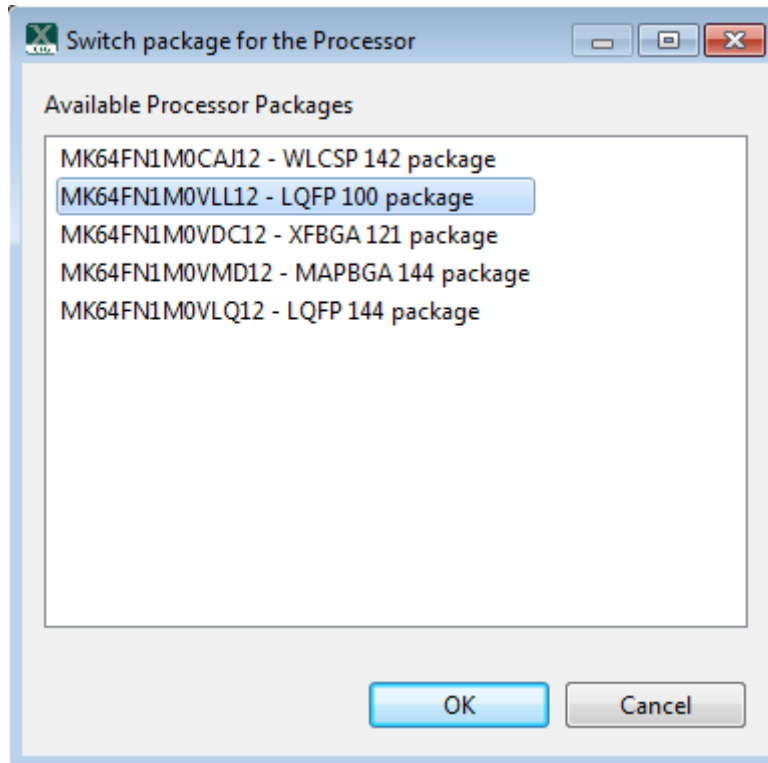 Switch package for the Processor
Available Processor Packages
MK64FN1M0CAJ12 - WLCSP 142 package
MK64FN1M0VLL12 - LQFP 100 package
MK64FN1M0VDC12 - XFBGA 121 package
MK64FN1M0VMD12 - MAPBGA 144 package
MK64FN1M0VLQ12 - LQFP 144 package
OK
Cancel